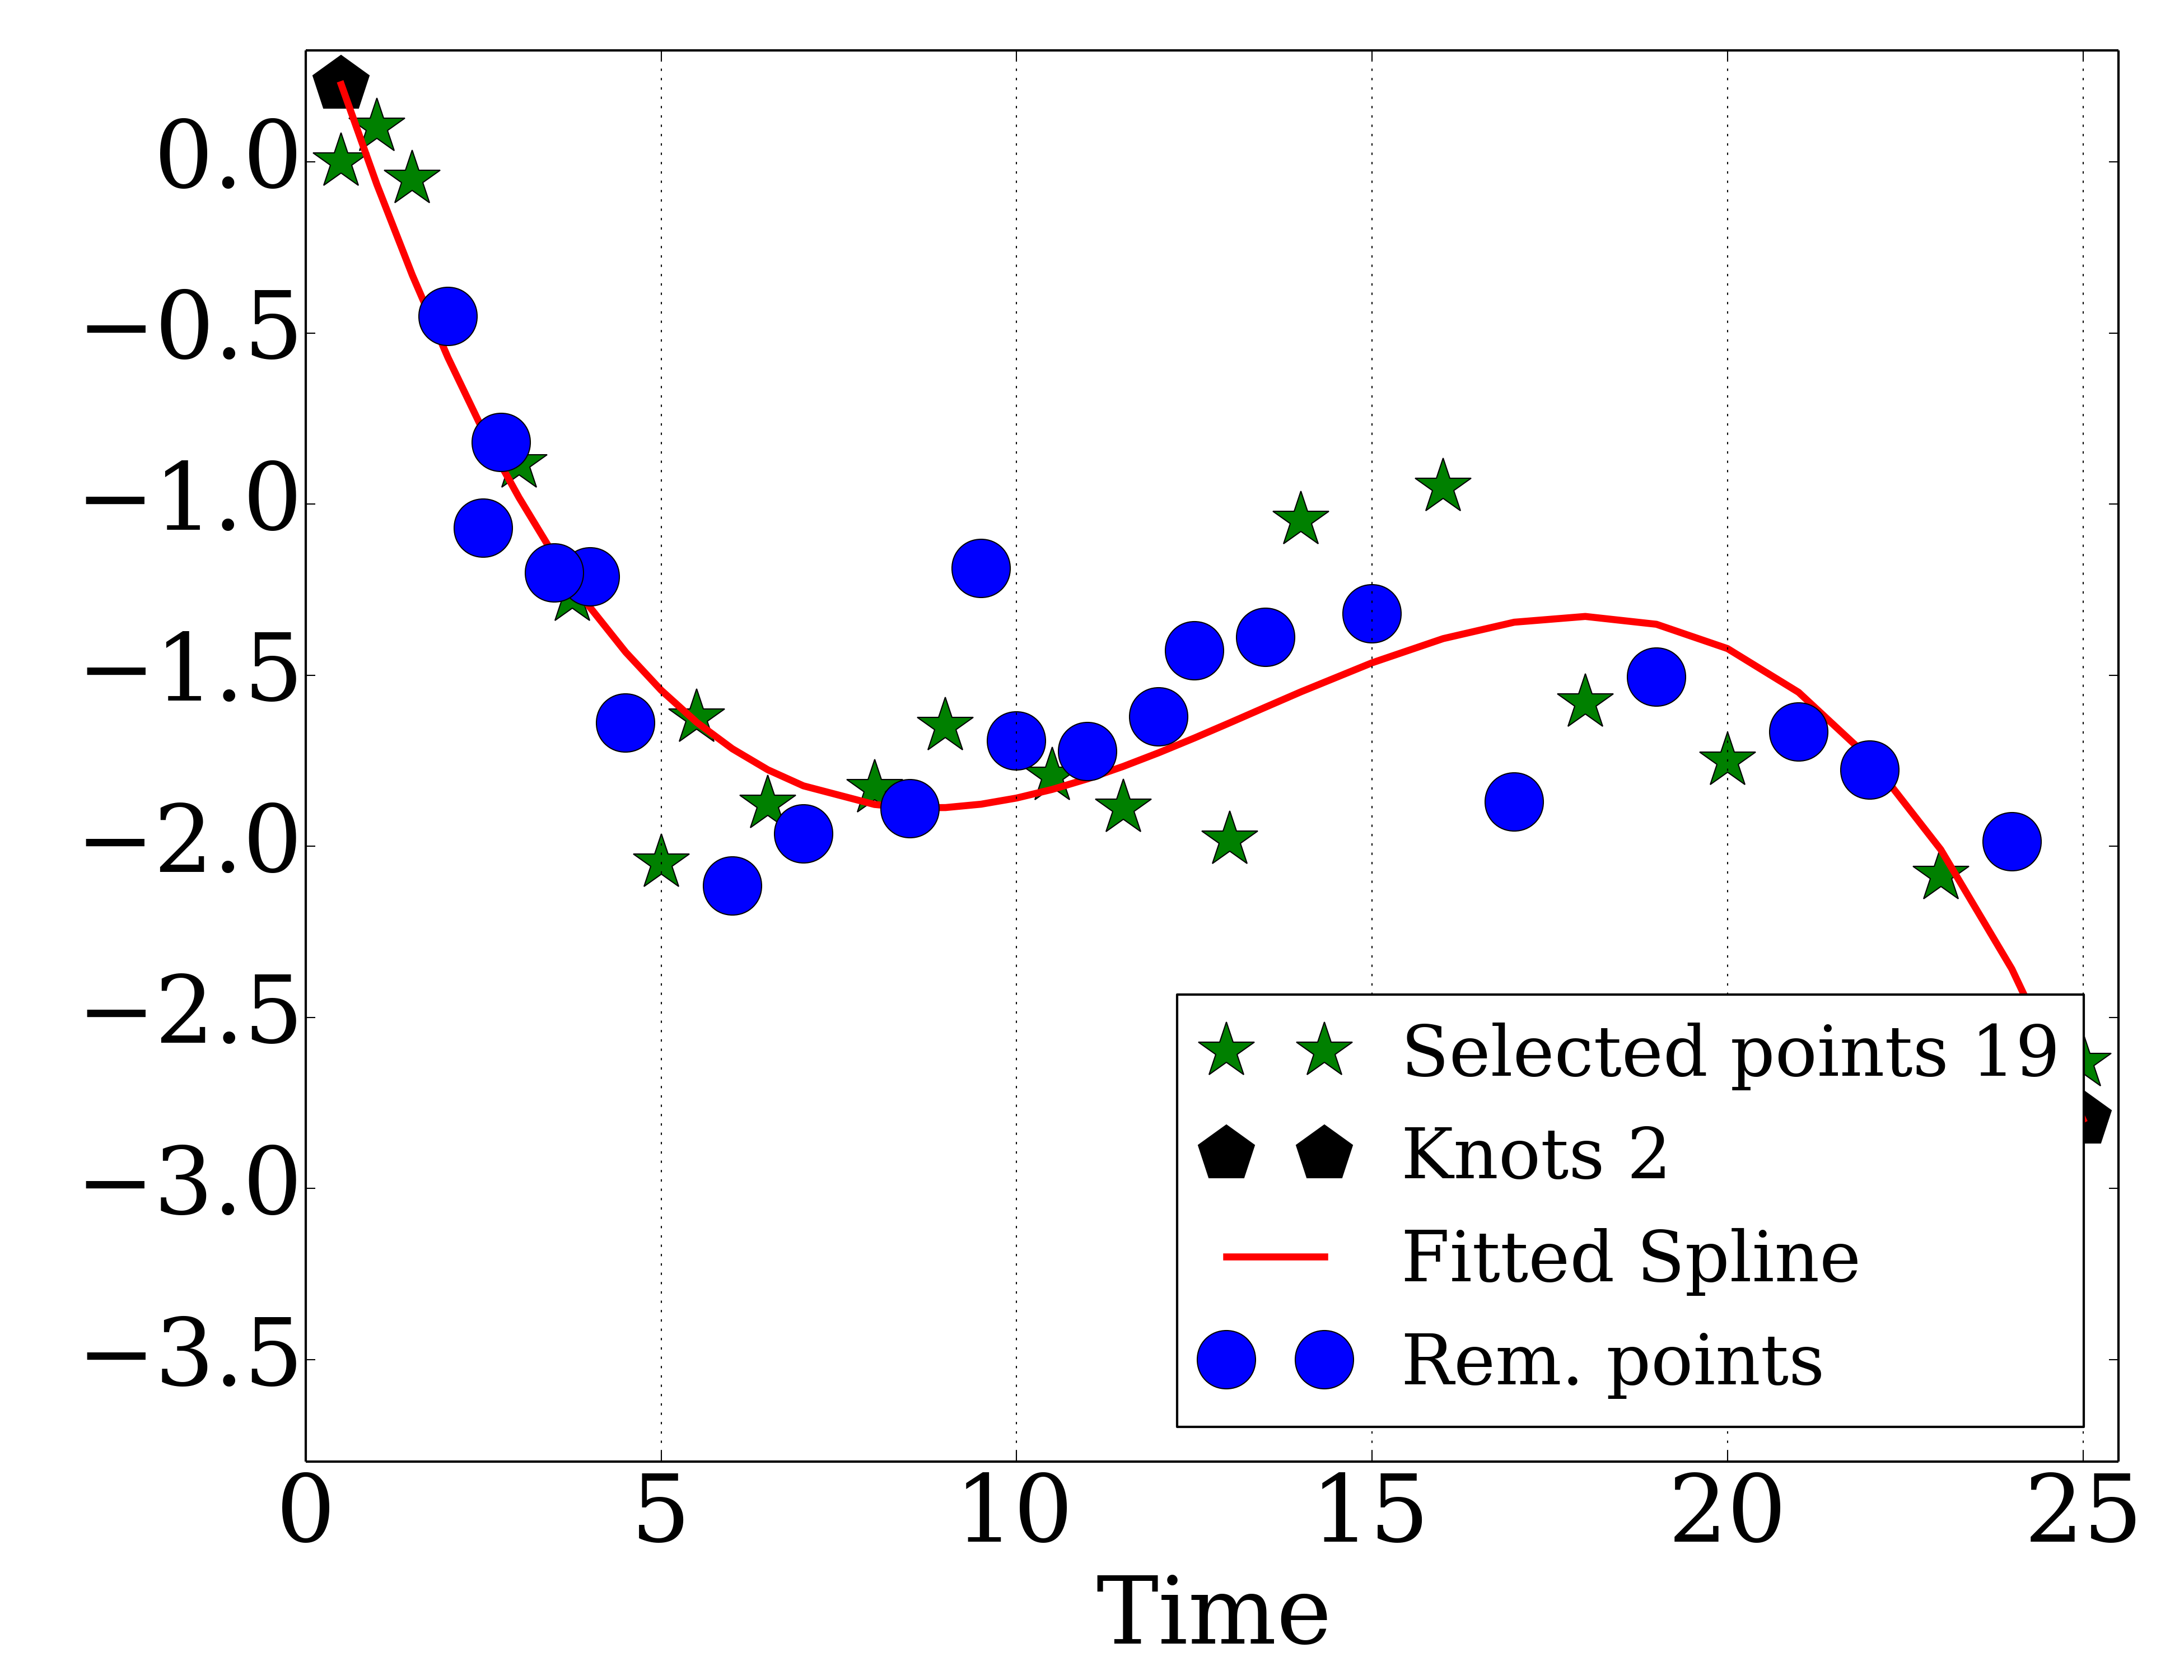 0.0
−0.5
−1.0
−1.5
−2.0
−2.5
−3.0
−3.5
Selected points 19
Knots 2
Fitted Spline
Rem. points
0 5 10 15 20 25
Time